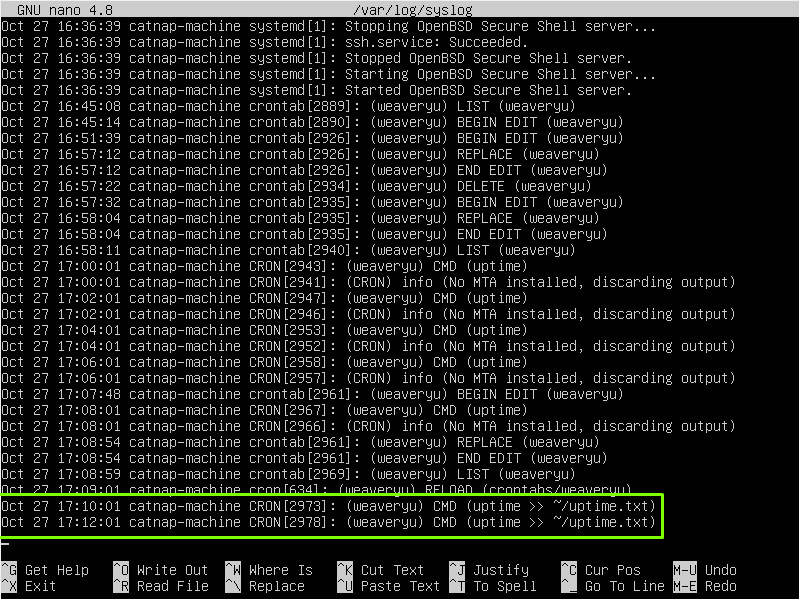 GNU nano 4.8 /var/log/syslog
Oct 27 16:36:39 catnap-machine systemd[1]: Stopping OpenBSD Secure Shell server...
Oct 27 16:36:39 catnap-machine systemd[1]: ssh.service: Succeeded.
Oct 27 16:36:39 catnap-machine systemd[1]: Stopped OpenBSD Secure Shell server.
Oct 27 16:36:39 catnap-machine systemd[1]: Starting OpenBSD Secure Shell server...
Oct 27 16:36:39 catnap-machine systemd[1]: Started OpenBSD Secure Shell server.
Oct 27 16:45:08 catnap-machine crontab[2889]: (weaveryu) LIST (weaveryu)
Oct 27 16:45:14 catnap-machine crontab[2890]: (weaveryu) BEGIN EDIT (weaveryu)
Oct 27 16:51:39 catnap-machine crontab[2926]: (weaveryu) BEGIN EDIT (weaveryu)
Oct 27 16:57:12 catnap-machine crontab[2926]: (weaveryu) REPLACE (weaveryu)
Oct 27 16:57:12 catnap-machine crontab[2926]: (weaveryu) END EDIT (weaveryu)
Oct 27 16:57:22 catnap-machine crontab[2934]: (weaveryu) DELETE (weaveryu)
Oct 27 16:57:32 catnap-machine crontab[2935]: (weaveryu) BEGIN EDIT (weaveryu)
Oct 27 16:58:04 catnap-machine crontab[2935]: (weaveryu) REPLACE (weaveryu)
Oct 27 16:58:04 catnap-machine crontab[2935]: (weaveryu) END EDIT (weaveryu)
Oct 27 16:58:11 catnap-machine crontab[2940]: (weaveryu) LIST (weaveryu)
Oct 27 17:00:01 catnap-machine CRON[2943]: (weaveryu) CMD (uptime)
Oct 27 17:00:01 catnap-machine CRON[2941]: (CRON) info (No MTA installed, discarding output)
Oct 27 17:02:01 catnap-machine CRON[2947]: (weaveryu) CMD (uptime)
Oct 27 17:02:01 catnap-machine CRON[2946]: (CRON) info (No MTA installed, discarding output)
Oct 27 17:04:01 catnap-machine CRON[2953]: (weaveryu) CMD (uptime)
Oct 27 17:04:01 catnap-machine CRON[2952]: (CRON) info (No MTA installed, discarding output)
Oct 27 17:06:01 catnap-machine CRON[2958]: (weaveryu) CMD (uptime)
Oct 27 17:06:01 catnap-machine CRON[2957]: (CRON) info (No MTA installed, discarding output)
Oct 27 17:07:48 catnap-machine crontab[2961]: (weaveryu) BEGIN EDIT (weaveryu)
Oct 27 17:08:01 catnap-machine CRON[2967]: (weaveryu) CMD (uptime)
Oct 27 17:08:01 catnap-machine CRON[2966]: (CRON) info (No MTA installed, discarding output)
Oct 27 17:08:54 catnap-machine crontab[2961]: (weaveryu) REPLACE (weaveryu)
Oct 27 17:08:54 catnap-machine crontab[2961]: (weaveryu) END EDIT (weaveryu)
Oct 27 17:08:59 catnap-machine crontab[2969]: (weaveryu) LIST (weaveryu)
Oct 27 17:09:01 catnap-machine cron[634]: (weaveryu) RELOAD (crontabs/weaveryu)
Oct 27 17:10:01 catnap-machine CRON[2973]: (weaveryu) CMD (uptime >> ~/uptime.txt)
Oct 27 17:12:01 catnap-machine CRON[2978]: (weaveryu) CMD (uptime >> ~/uptime.txt)
^G Get Help ^O Write Out ^W Where Is ^K Cut Text ^J Justify ^C Cur Pos M-U Undo
^X Exit ^R Read File ^\ Replace ^U Paste Text ^T To Spell ^_ Go To Line M-E Redo